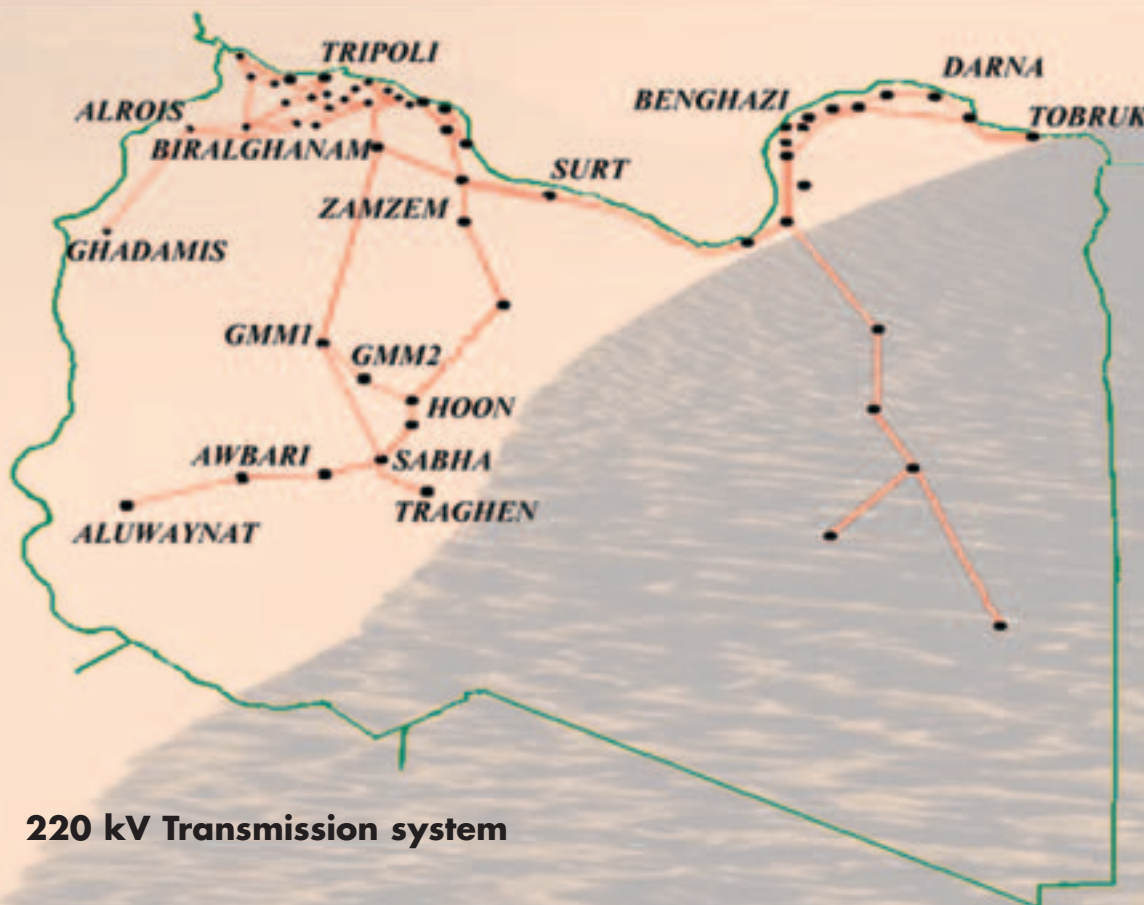 TRIPOLI
DARNA
BENGHAZI
ALROIS
TOBRUK
BIRALGHANAM
SURT
ZAMZEM
GHADAMIS
GMM1
GMM2
HOON
AWBARI
SABHA
TRAGHEN
ALUWAYNAT
220 kV Transmission system